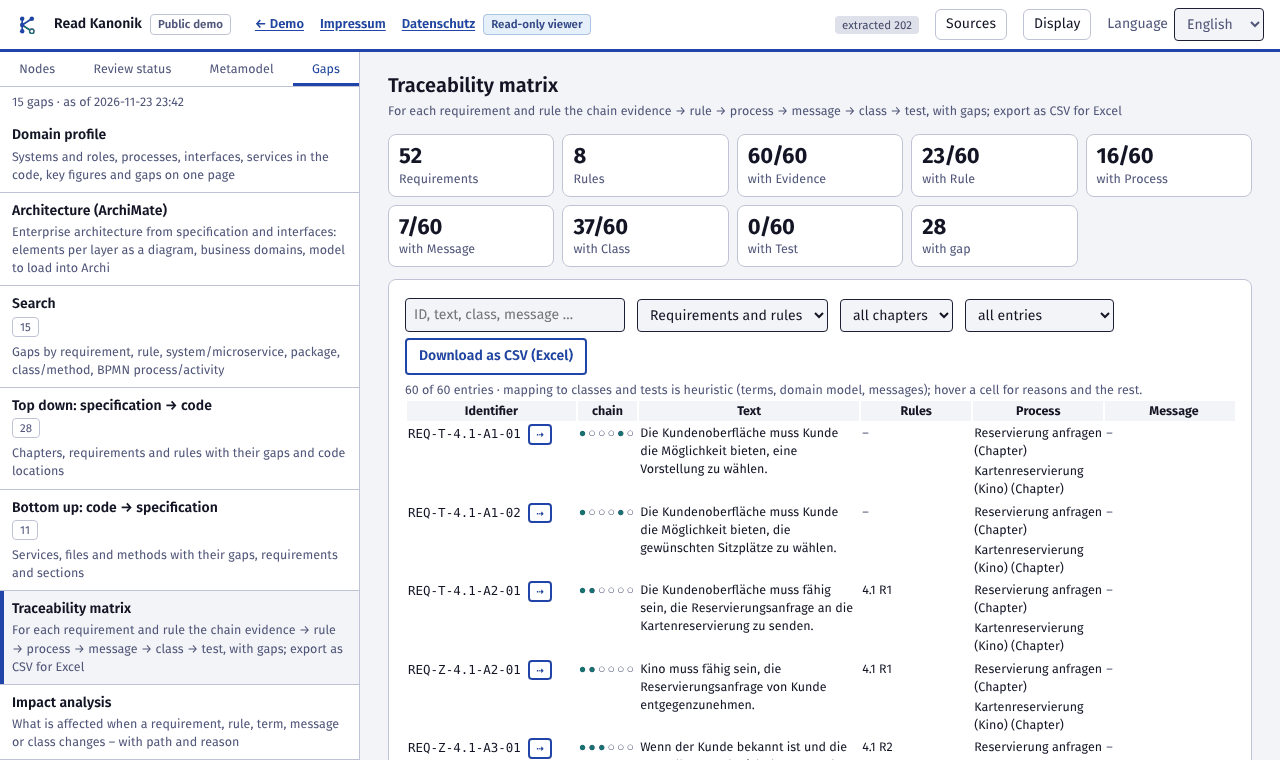 Read Kanonik
Public demo
← Demo
Impressum
Datenschutz
Read-only viewer
extracted 202
Sources
Display
Language
English
Nodes
Review status
Metamodel
Gaps
15 gaps · as of 2026-11-23 23:42
Domain profile
Systems and roles, processes, interfaces, services in the
code, key figures and gaps on one page
Architecture (ArchiMate)
Enterprise architecture from specification and interfaces:
elements per layer as a diagram, business domains, model
to load into Archi
Search
15
Gaps by requirement, rule, system/microservice, package,
class/method, BPMN process/activity
Top down: specification → code
28
Chapters, requirements and rules with their gaps and code
locations
Bottom up: code → specification
11
Services, files and methods with their gaps, requirements
and sections
Traceability matrix
For each requirement and rule the chain evidence → rule
→ process → message → class → test, with gaps; export as
CSV for Excel
Impact analysis
What is affected when a requirement, rule, term, message
or class changes – with path and reason
Traceability matrix
For each requirement and rule the chain evidence → rule → process → message → class → test, with gaps; export as CSV for Excel
52
Requirements
8
Rules
60/60
with Evidence
23/60
with Rule
16/60
with Process
7/60
with Message
37/60
with Class
0/60
with Test
28
with gap
ID, text, class, message ...
Requirements and rules
all chapters
all entries
Download as CSV (Excel)
60 of 60 entries · mapping to classes and tests is heuristic (terms, domain model, messages); hover a cell for reasons and the rest.
Identifier chain Text Rules Process Message
REQ-T-4.1-A1-01 ⇢ ●○○○●○ Die Kundenoberfläche muss Kunde – Reservierung anfragen –
die Möglichkeit bieten, eine (Chapter)
Vorstellung zu wählen. Kartenreservierung
(Kino) (Chapter)
REQ-T-4.1-A1-02 ⇢ ●○○○●○ Die Kundenoberfläche muss Kunde – Reservierung anfragen –
die Möglichkeit bieten, die (Chapter)
gewünschten Sitzplätze zu wählen. Kartenreservierung
(Kino) (Chapter)
REQ-T-4.1-A2-01 ⇢ ●●○○○○ Die Kundenoberfläche muss fähig 4.1 R1 Reservierung anfragen –
sein, die Reservierungsanfrage an die (Chapter)
Kartenreservierung zu senden. Kartenreservierung
(Kino) (Chapter)
REQ-Z-4.1-A2-01 ⇢ ●●○○○○ Kino muss fähig sein, die 4.1 R1 Reservierung anfragen –
Reservierungsanfrage von Kunde (Chapter)
entgegenzunehmen. Kartenreservierung
(Kino) (Chapter)
REQ-Z-4.1-A3-01 ⇢ ●●●○○○ Wenn der Kunde bekannt ist und die 4.1 R2 Reservierung anfragen –